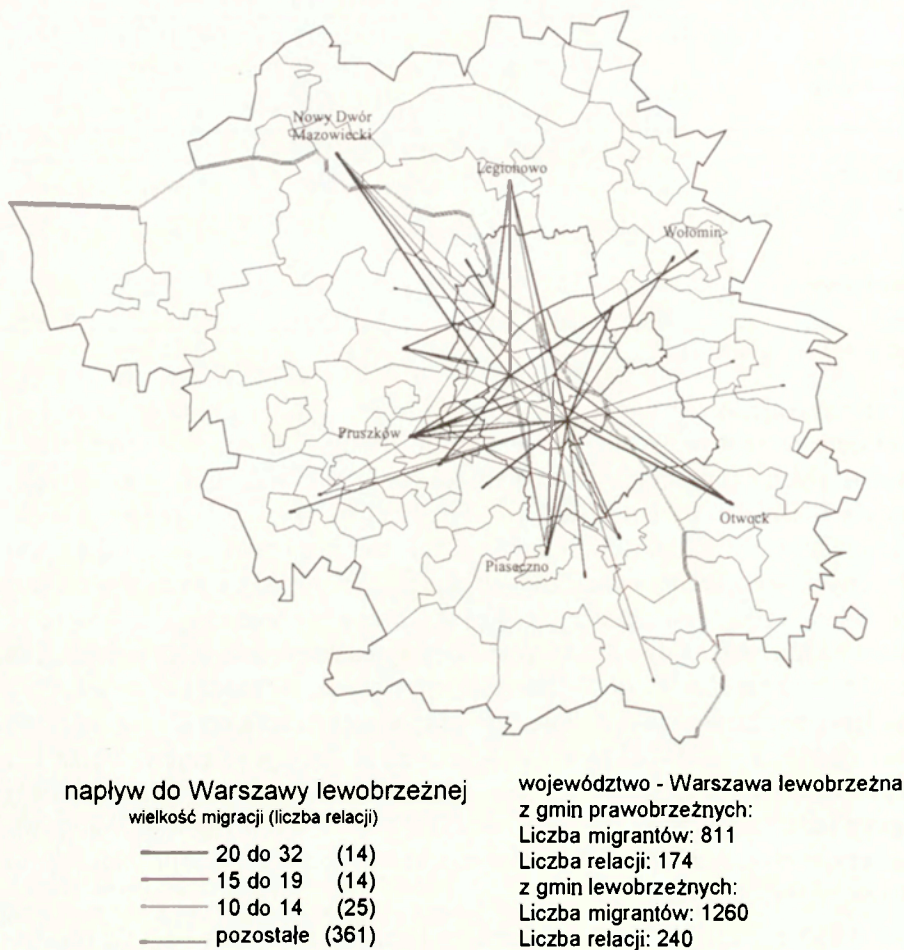 Nowy Dwór
Mazowiecki
Legionowo
Wołomin
Pruszków
Otwock
Piaseczno
napływ do Warszawy lewobrzeżnej
wielkość migracji (liczba relacji)
20 do 32 (14)
15 do 19 (14)
10 do 14 (25)
pozostałe (361)
województwo - Warszawa lewobrzeżna
z gmin prawobrzeżnych:
Liczba migrantów: 811
Liczba relacji: 174
z gmin lewobrzeżnych:
Liczba migrantów: 1260
Liczba relacji: 240